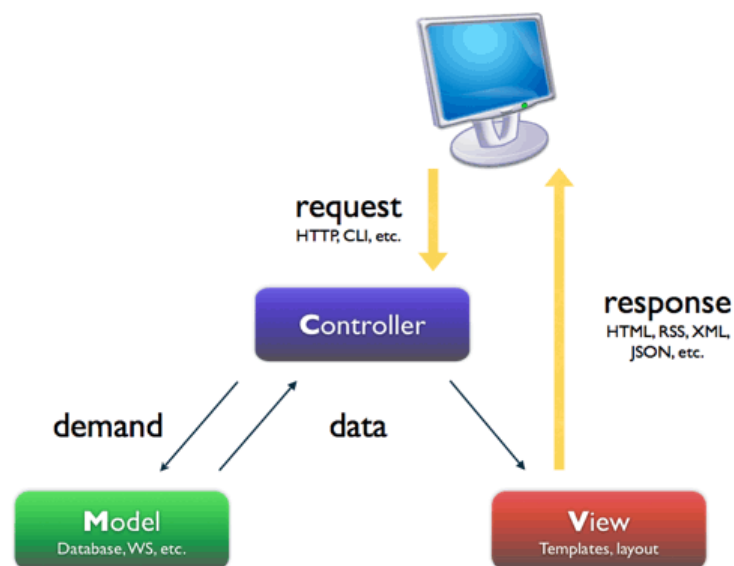 request
HTTP, CLI, etc.
Controller
response
HTML, RSS, XML,
JSON, etc.
demand
data
Model
Database, WS, etc.
View
Templates, layout